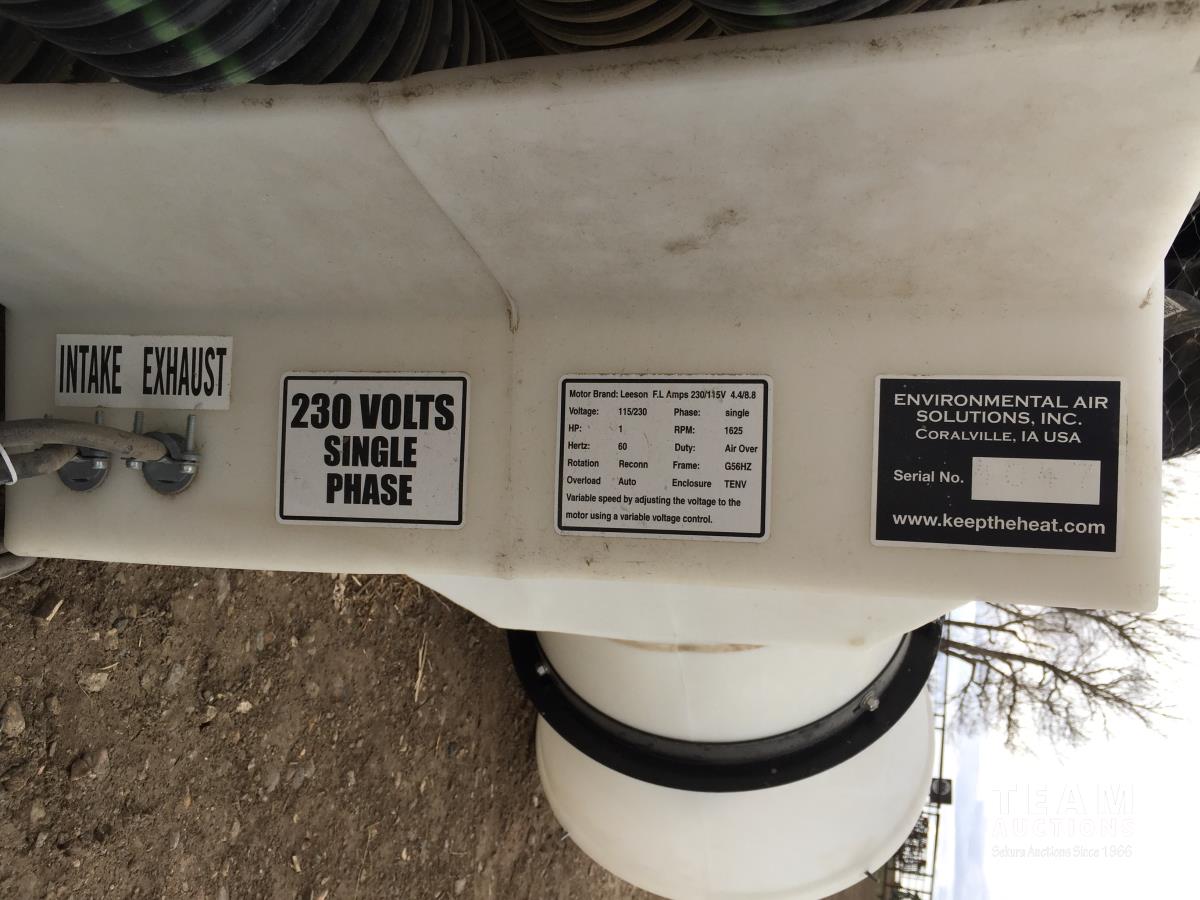 INTAKE EXHAUST
230 VOLTS
SINGLE
PHASE
Motor Brand: Leeson F.L Amps 230/115V 4.4/8.8
Voltage: 115/230 Phase: single
HP: 1 RPM: 1625
Hertz: 60 Duty: Air Over
Rotation Reconn Frame: G56HZ
Overload Auto Enclosure TENV
Variable speed by adjusting the voltage to the
motor using a variable voltage control.
ENVIRONMENTAL AIR
SOLUTIONS, INC.
CORALVILLE, IA USA
Serial No.
www.keeptheheat.com
TEAM
AUCTIONS
Sekura Auctions Since 1966